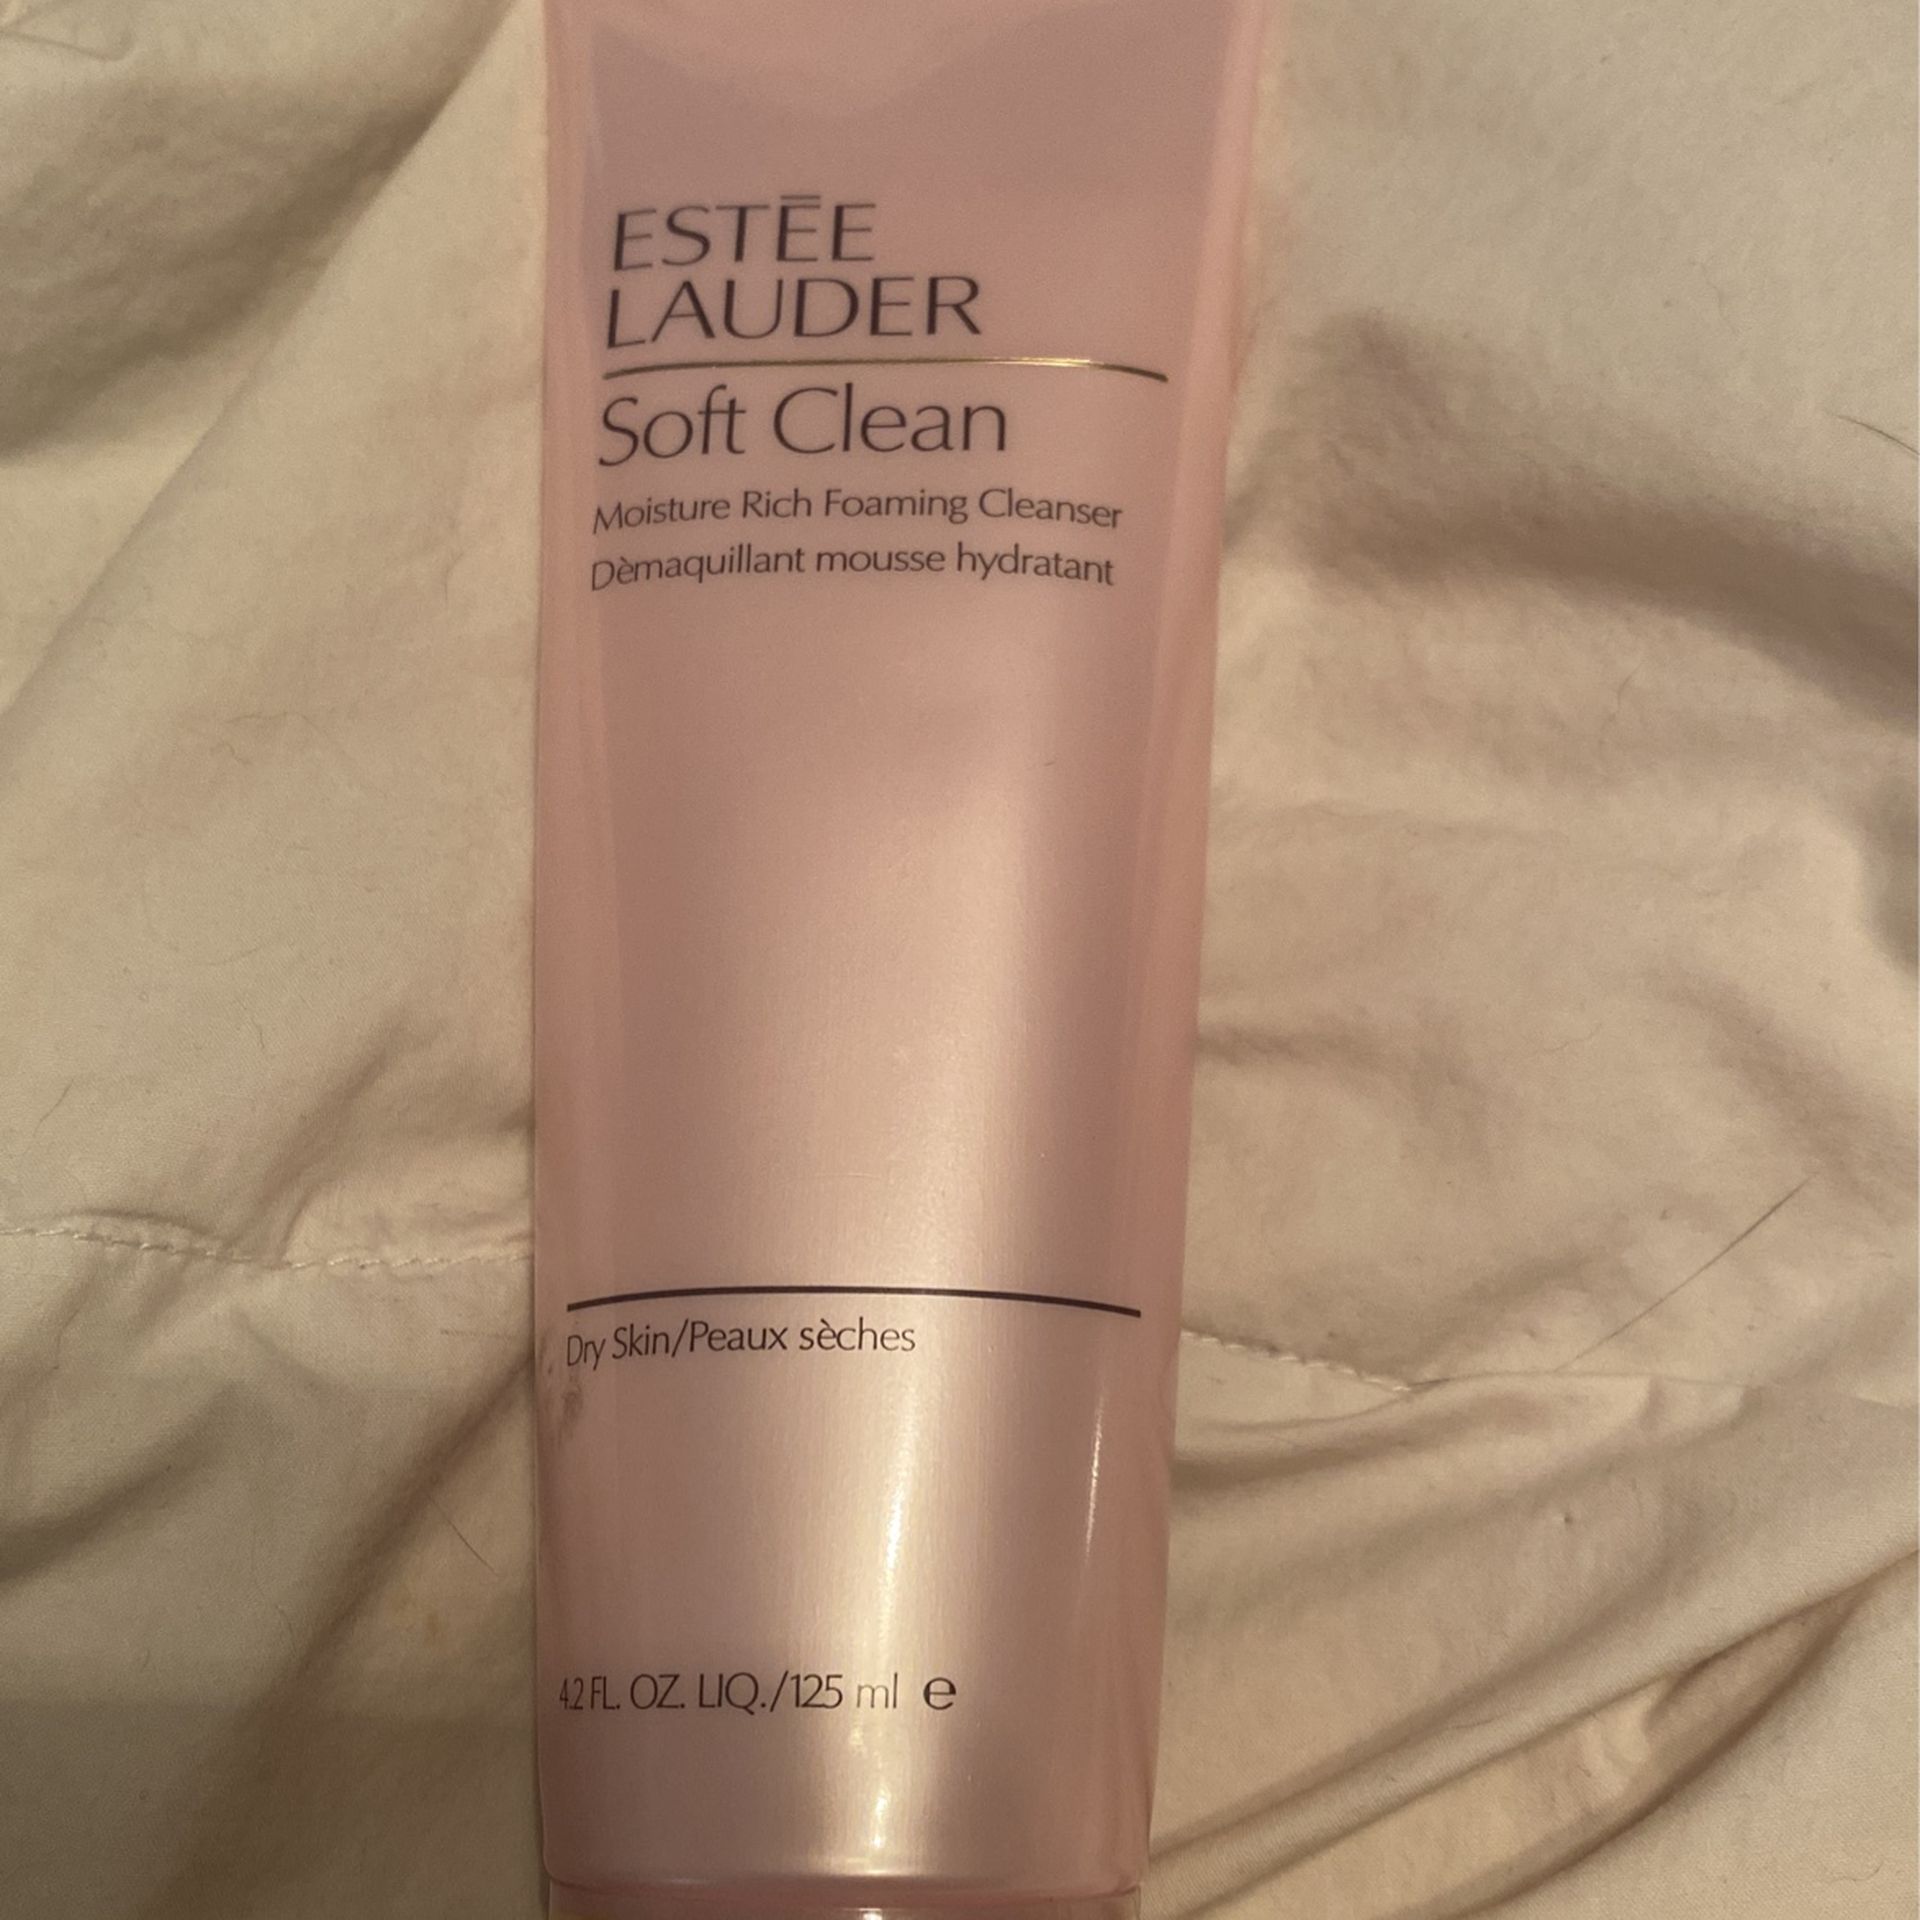 ESTĒE
LAUDER
Soft Clean
Moisture Rich Foaming Cleanser
Dèmaquillant mousse hydratant
Dry Skin/Peaux sèches
4.2 FL. OZ. LIQ./125 ml ℮